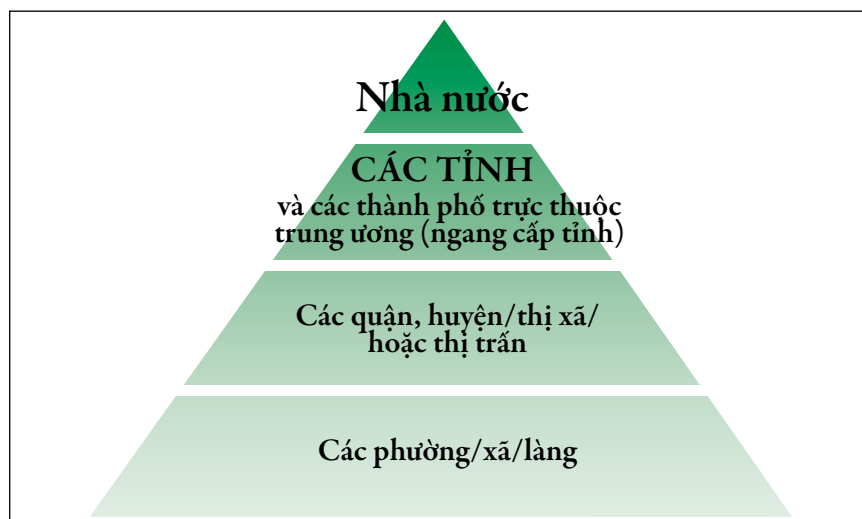 Nhà nước
CÁC TỈNH
và các thành phố trực thuộc
trung ương (ngang cấp tỉnh)
Các quận, huyện/thị xã/
hoặc thị trấn
Các phường/xã/làng